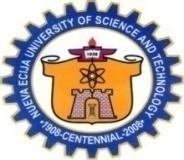 NUEVA ECIJA UNIVERSITY OF SCIENCE AND TECHNOLOGY
1908
•1908-CENTENNIAL-2008•